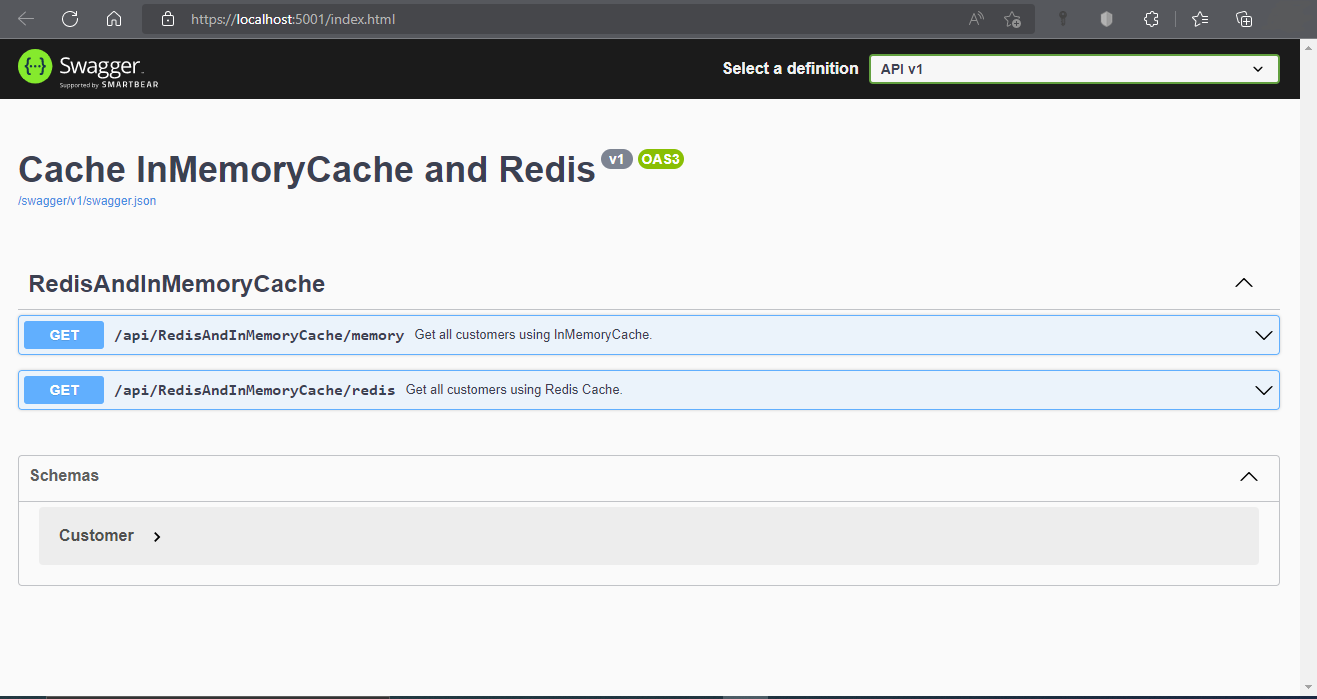 https://localhost:5001/index.html
Swagger.
Supported by SMARTBEAR
Select a definition
API v1
Cache InMemoryCache and Redis v1 OAS3
/swagger/v1/swagger.json
RedisAndInMemoryCache
GET /api/RedisAndInMemoryCache/memory Get all customers using InMemoryCache.
GET /api/RedisAndInMemoryCache/redis Get all customers using Redis Cache.
Schemas
Customer